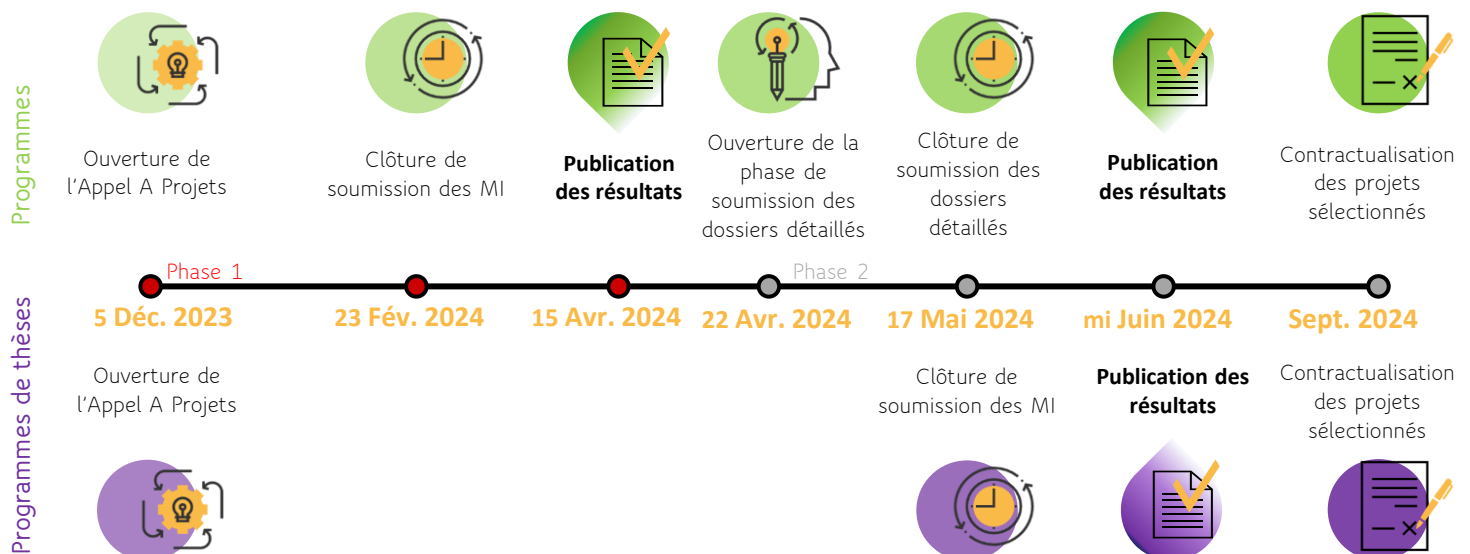 Programmes
Ouverture de
l'Appel A Projets
Clôture de
soumission des MI
Publication
des résultats
Ouverture de la
phase de
soumission des
dossiers détaillés
Clôture de
soumission des
dossiers
détaillés
Publication
des résultats
Contractualisation
des projets
sélectionnés
Phase 1
Phase 2
5 Déc. 2023
23 Fév. 2024
15 Avr. 2024
22 Avr. 2024
17 Mai 2024
mi Juin 2024
Sept. 2024
Programmes de thèses
Ouverture de
l'Appel A Projets
Clôture de
soumission des MI
Publication des
résultats
Contractualisation
des projets
sélectionnés